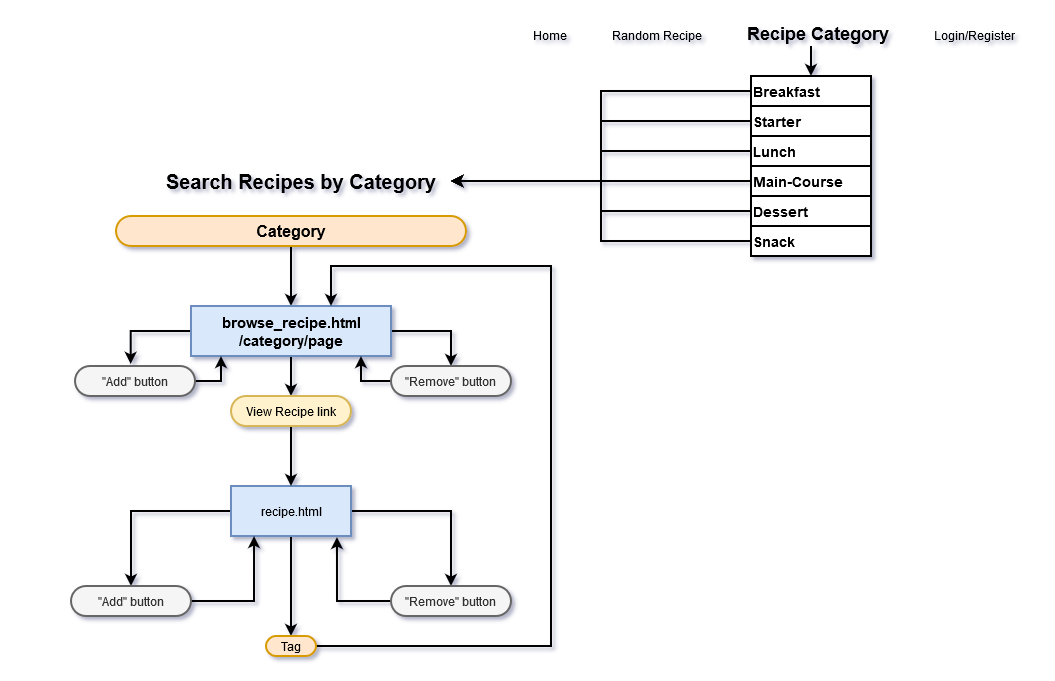 Home
Random Recipe
Recipe Category
Login/Register
Breakfast
Starter
Lunch
Main-Course
Dessert
Snack
Search Recipes by Category
Category
browse_recipe.html
/category/page
"Add" button
"Remove" button
View Recipe link
recipe.html
"Add" button
"Remove" button
Tag